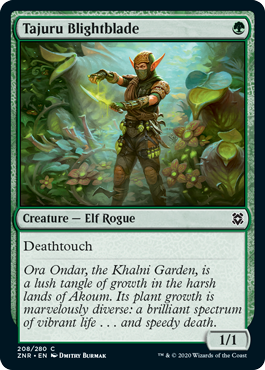 Tajuru Blightblade
Creature — Elf Rogue
Deathtouch
Ora Ondar, the Khalni Garden, is
a lush tangle of growth in the harsh
lands of Akoum. Its plant growth is
marvelously diverse: a brilliant spectrum
of vibrant life . . . and speedy death.
1/1
208/280 C
ZNR • EN Dmitry Burmak
™ & © 2020 Wizards of the Coast